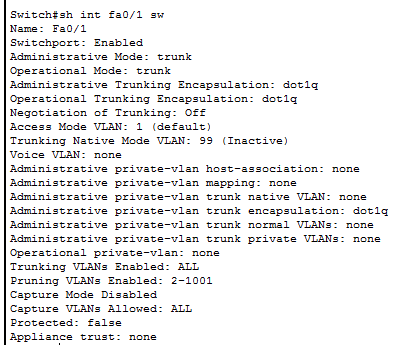 Switch#sh int fa0/1 sw
Name: Fa0/1
Switchport: Enabled
Administrative Mode: trunk
Operational Mode: trunk
Administrative Trunking Encapsulation: dot1q
Operational Trunking Encapsulation: dot1q
Negotiation of Trunking: Off
Access Mode VLAN: 1 (default)
Trunking Native Mode VLAN: 99 (Inactive)
Voice VLAN: none
Administrative private-vlan host-association: none
Administrative private-vlan mapping: none
Administrative private-vlan trunk native VLAN: none
Administrative private-vlan trunk encapsulation: dot1q
Administrative private-vlan trunk normal VLANs: none
Administrative private-vlan trunk private VLANs: none
Operational private-vlan: none
Trunking VLANs Enabled: ALL
Pruning VLANs Enabled: 2-1001
Capture Mode Disabled
Capture VLANs Allowed: ALL
Protected: false
Appliance trust: none